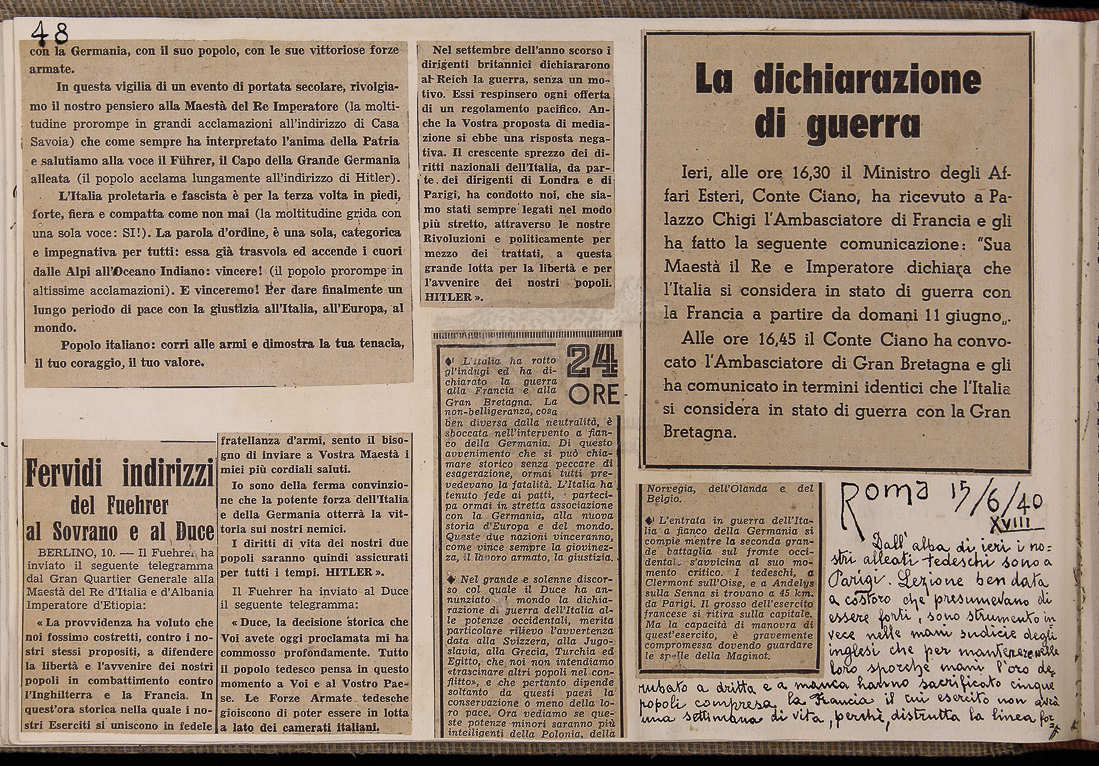 48
con la Germania, con il suo popolo, con le sue vittoriose forze
armate.
In questa vigilia di un evento di portata secolare, rivolgia-
mo il nostro pensiero alla Maestà del Re Imperatore (la molti-
tudine prorompe in grandi acclamazioni all'indirizzo di Casa
Savoia) che come sempre ha interpretato l'anima della Patria
e salutiamo alla voce il Führer, il Capo della Grande Germania
alleata (il popolo acclama lungamente all'indirizzo di Hitler).
L'Italia proletaria e fascista è per la terza volta in piedi,
forte, fiera e compatta come non mai (la moltitudine grida con
una sola voce: SI!). La parola d'ordine, è una sola, categorica
e impegnativa per tutti: essa già trasvola ed accende i cuori
dalle Alpi all'Oceano Indiano: vincere! (il popolo prorompe in
altissime acclamazioni). E vinceremo! Per dare finalmente un
lungo periodo di pace con la giustizia all'Italia, all'Europa, al
mondo.
Popolo italiano: corri alle armi e dimostra la tua tenacia,
il tuo coraggio, il tuo valore.
Fervidi indirizzi
del Fuehrer
al Sovrano e al Duce
BERLINO, 10. — Il Fuehrer ha
inviato il seguente telegramma
dal Gran Quartier Generale alla
Maestà del Re d'Italia e d'Albania
Imperatore d'Etiopia:
« La provvidenza ha voluto che
noi fossimo costretti, contro i no-
stri stessi propositi, a difendere
la libertà e l'avvenire dei nostri
popoli in combattimento contro
l'Inghilterra e la Francia. In
quest'ora storica nella quale i no-
stri Eserciti si uniscono in fedele
fratellanza d'armi, sento il biso-
gno di inviare a Vostra Maestà i
miei più cordiali saluti.
Io sono della ferma convinzio-
ne che la potente forza dell'Italia
e della Germania otterrà la vit-
toria sui nostri nemici.
I diritti di vita dei nostri due
popoli saranno quindi assicurati
per tutti i tempi. HITLER ».
Il Fuehrer ha inviato al Duce
il seguente telegramma:
« Duce, la decisione storica che
Voi avete oggi proclamata mi ha
commosso profondamente. Tutto
il popolo tedesco pensa in questo
momento a Voi e al Vostro Pae-
se. Le Forze Armate tedesche
gioiscono di poter essere in lotta
a lato dei camerati italiani.
Nel settembre dell'anno scorso i
dirigenti britannici dichiararono
al Reich la guerra, senza un mo-
tivo. Essi respinsero ogni offerta
di un regolamento pacifico. An-
che la Vostra proposta di media-
zione si ebbe una risposta nega-
tiva. Il crescente sprezzo dei di-
ritti nazionali dell'Italia, da par-
te dei dirigenti di Londra e di
Parigi, ha condotto noi, che sia-
mo stati sempre legati nel modo
più stretto, attraverso le nostre
Rivoluzioni e politicamente per
mezzo dei trattati, a questa
grande lotta per la libertà e per
l'avvenire dei nostri popoli.
HITLER ».
24
ORE
◆ L'Italia ha rotto
gl'indugi ed ha di-
chiarato la guerra
alla Francia e alla
Gran Bretagna. La
non-belligeranza, cosa
ben diversa dalla neutralità, è
sboccata nell'intervento a fian-
co della Germania. Di questo
avvenimento che si può chia-
mare storico senza peccare di
esagerazione, ormai tutti pre-
vedevano la fatalità. L'Italia ha
tenuto fede ai patti, parteci-
pa ormai in stretta associazione
con la Germania, alla nuova
storia d'Europa e del mondo.
Queste due nazioni vinceranno,
come vince sempre la giovinez-
za, il lavoro armato, la giustizia.
◆ Nel grande e solenne discor-
so col quale il Duce ha an-
nunziato al mondo la dichia-
razione di guerra dell'Italia al-
le potenze occidentali, merita
particolare rilievo l'avvertenza
data alla Svizzera, alla Jugo-
slavia, alla Grecia, Turchia ed
Egitto, che noi non intendiamo
«trascinare altri popoli nel con-
flitto», e che pertanto dipende
soltanto da questi paesi la
conservazione o meno della lo-
ro pace. Ora vediamo se que-
ste potenze minori saranno più
intelligenti della Polonia, della
Norvegia, dell'Olanda e del
Belgio.
◆ L'entrata in guerra dell'Ita-
lia a fianco della Germania si
compie mentre la seconda gran-
de battaglia sul fronte occi-
dentale s'avvicina al suo mo-
mento critico. I tedeschi, a
Clermont sull'Oise, e a Andelys
sulla Senna si trovano a 45 km.
da Parigi. Il grosso dell'esercito
francese si ritira sulla capitale.
Ma la capacità di manovra di
quest'esercito, è gravemente
compromessa dovendo guardare
le spalle della Maginot.
La dichiarazione
di guerra
Ieri, alle ore 16,30 il Ministro degli Af-
fari Esteri, Conte Ciano, ha ricevuto a Pa-
lazzo Chigi l'Ambasciatore di Francia e gli
ha fatto la seguente comunicazione: "Sua
Maestà il Re e Imperatore dichiara che
l'Italia si considera in stato di guerra con
la Francia a partire da domani 11 giugno„.
Alle ore 16,45 il Conte Ciano ha convo-
cato l'Ambasciatore di Gran Bretagna e gli
ha comunicato in termini identici che l'Italia
si considera in stato di guerra con la Gran
Bretagna.
Roma 15/6/40
XVIII
Dall'alba di ieri i no-
stri alleati tedeschi sono a
Parigi. Lezione ben data
a costoro che presumevano di
essere forti, sono strumento in
vece nelle mani sudicie degli
inglesi che per mantenere nelle
loro sporche mani l'oro de
rubato a dritta e a manca hanno sacrificato cinque
popoli compresa la Francia il cui esercito non avrà
una settimana di vita, perchè, distrutta la linea for